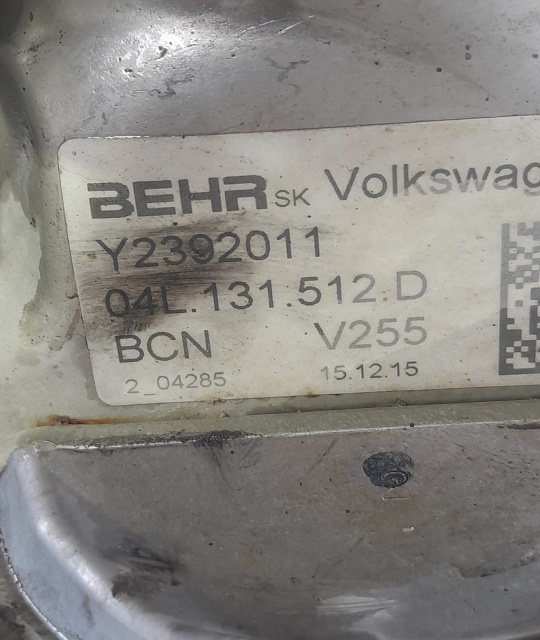 BEHR SK Volkswag
Y2392011
04L.131.512.D
BCN V255
2_04285 15.12.15